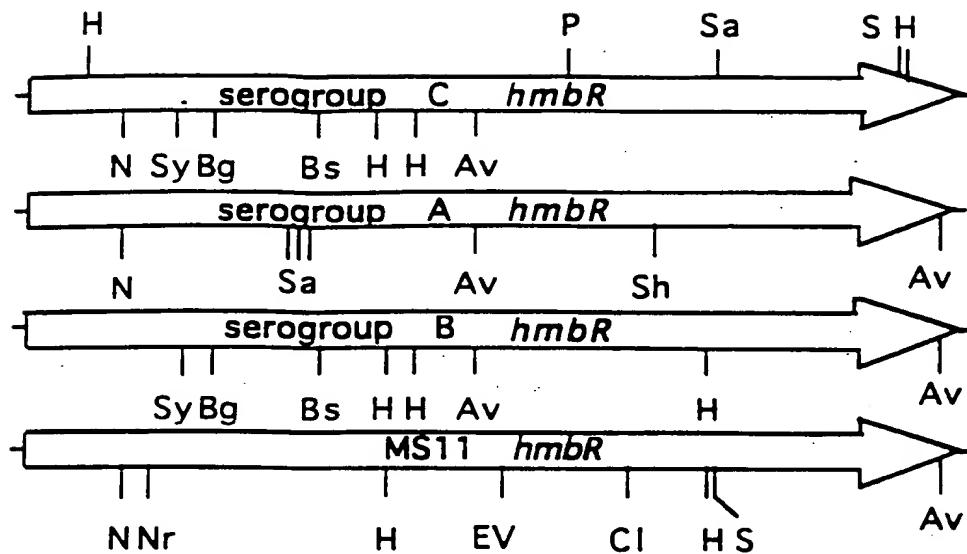 H P Sa S H
serogroup C hmbR
N Sy Bg Bs H H Av
serogroup A hmbR
N Sa Av Sh Av
serogroup B hmbR
Sy Bg Bs H H Av H Av
MS11 hmbR
N Nr H EV Cl H S Av